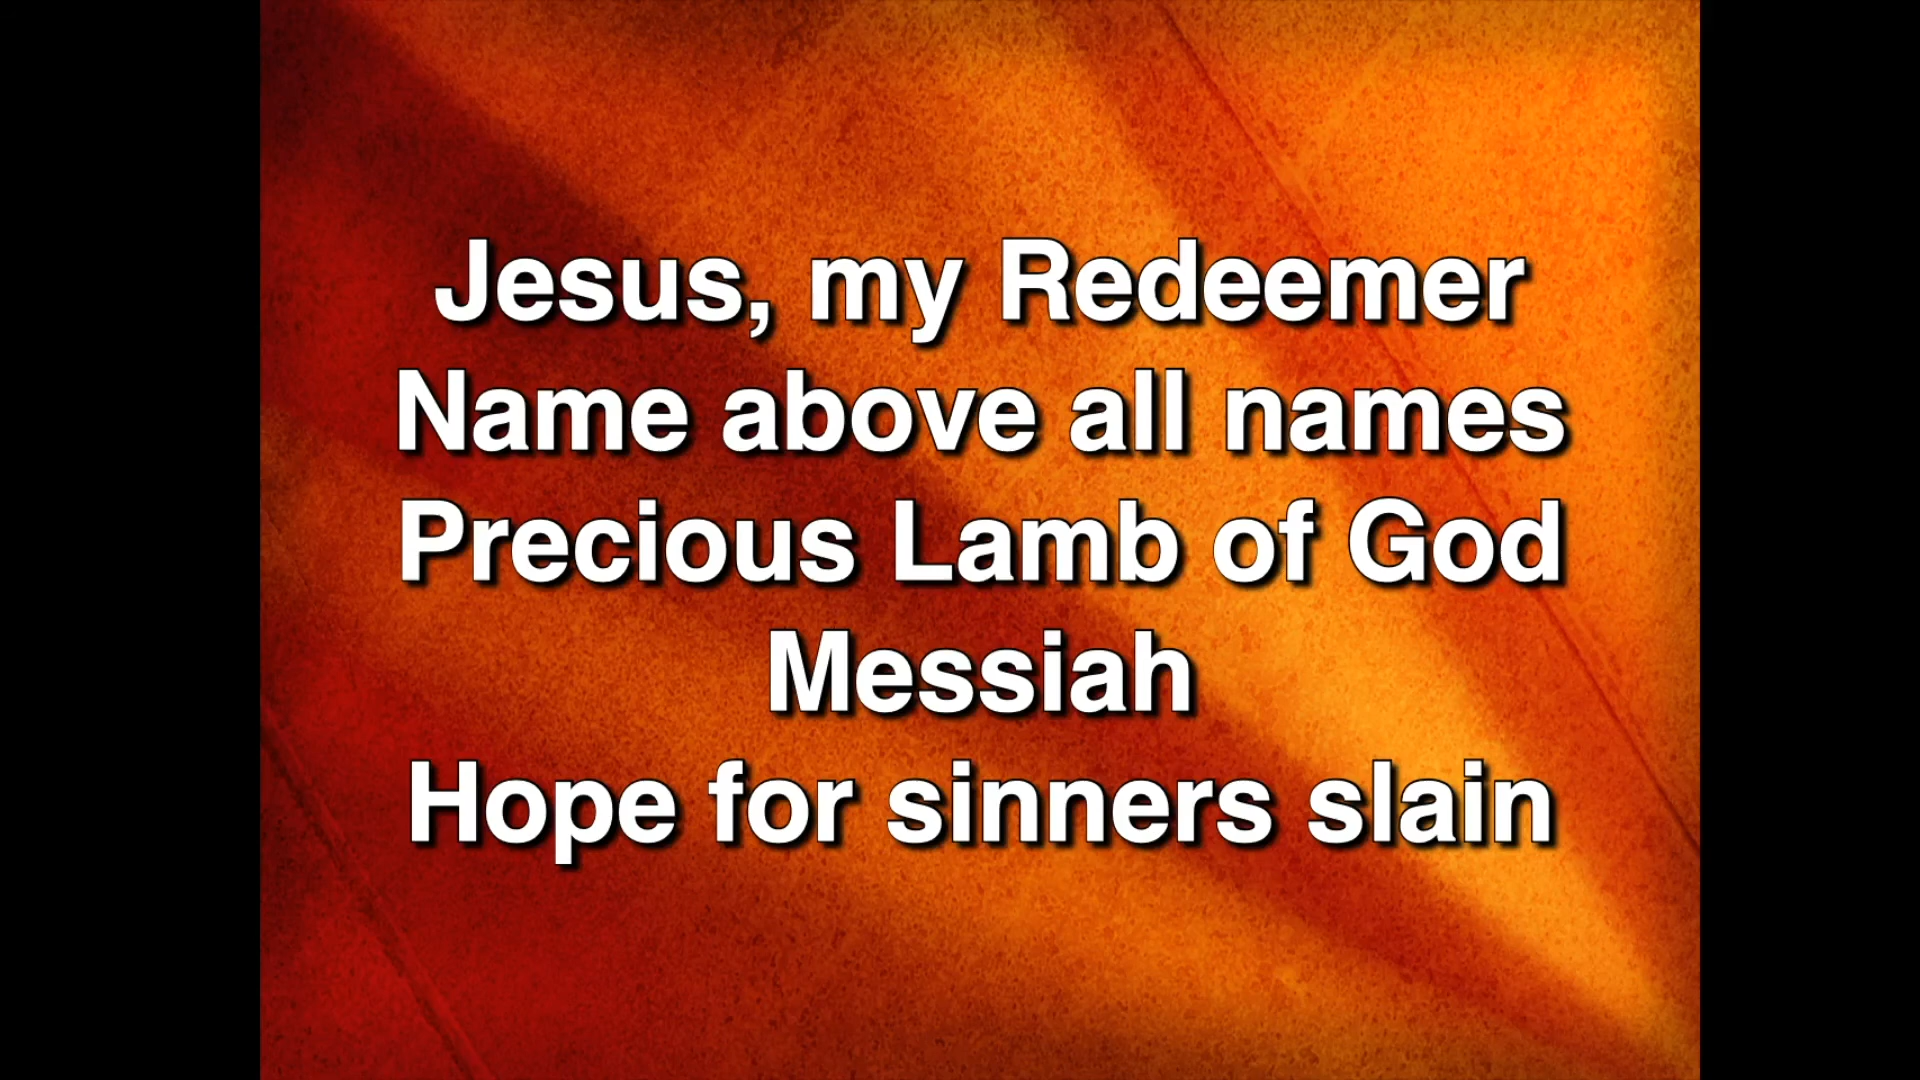 Jesus, my Redeemer
Name above all names
Precious Lamb of God
Messiah
Hope for sinners slain